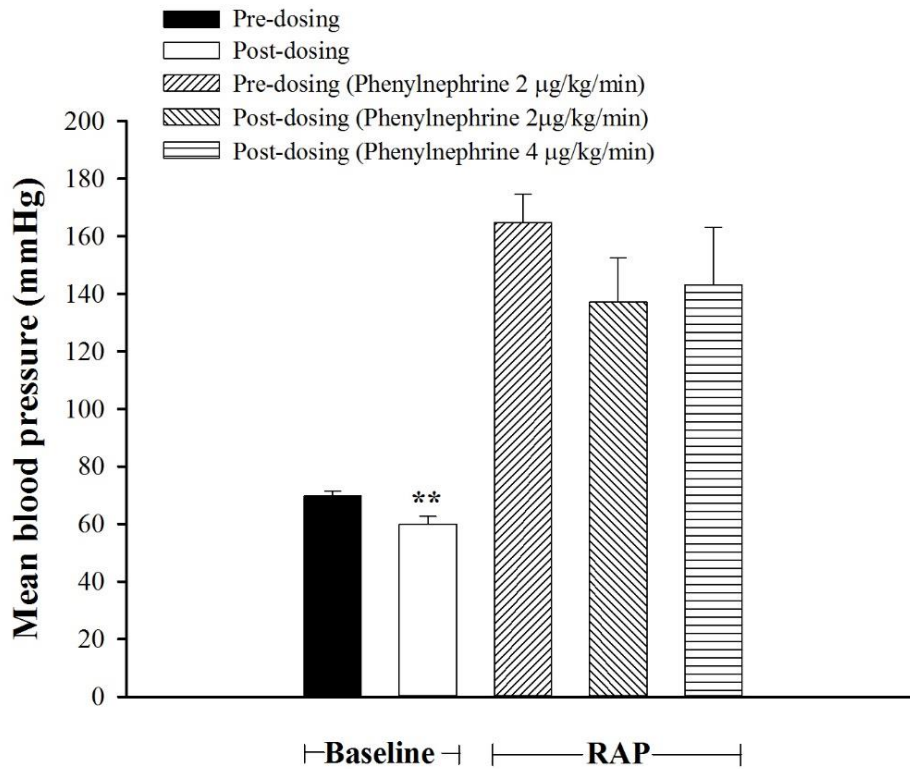 Pre-dosing
Post-dosing
Pre-dosing (Phenylnephrine 2 μg/kg/min)
Post-dosing (Phenylnephrine 2μg/kg/min)
Post-dosing (Phenylnephrine 4 μg/kg/min)
Mean blood pressure (mmHg)
200
180
160
140
120
100
80
60
40
20
0
**
Baseline
RAP